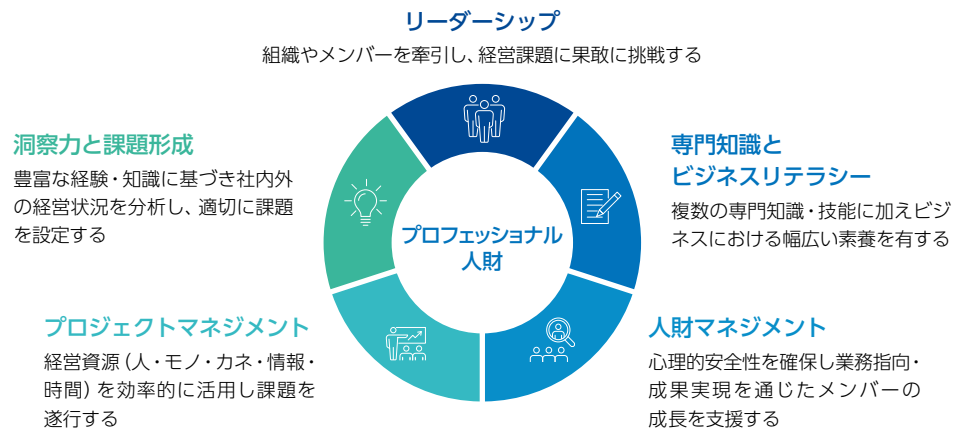 リーダーシップ
組織やメンバーを牽引し、経営課題に果敢に挑戦する
洞察力と課題形成
豊富な経験・知識に基づき社内外
の経営状況を分析し、適切に課題
を設定する
専門知識と
ビジネスリテラシー
複数の専門知識・技能に加えビジ
ネスにおける幅広い素養を有する
プロフェッショナル
人財
プロジェクトマネジメント
経営資源（人・モノ・カネ・情報・
時間）を効率的に活用し課題を
遂行する
人財マネジメント
心理的安全性を確保し業務指向・
成果実現を通じたメンバーの
成長を支援する